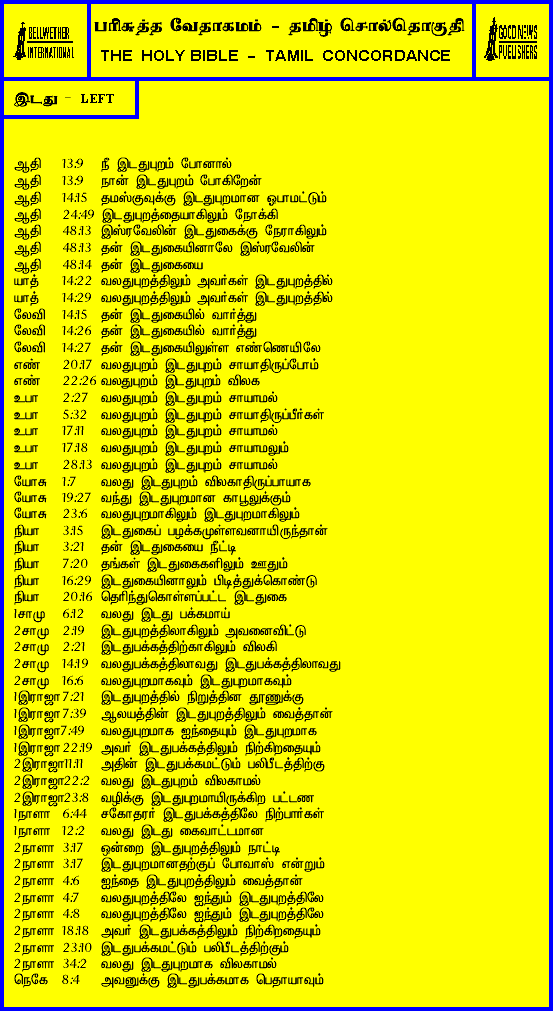 BELLWETHER INTERNATIONAL
பரிசுத்த வேதாகமம் - தமிழ் சொல்தொகுதி
THE HOLY BIBLE - TAMIL CONCORDANCE
GOOD NEWS PUBLISHERS
இடது - LEFT
ஆதி 13:9 நீ இடதுபுறம் போனால்
ஆதி 13:9 நான் இடதுபுறம் போகிறேன்
ஆதி 14:15 தமஸ்குவுக்கு இடதுபுறமான ஓபாமட்டும்
ஆதி 24:49 இடதுபுறத்தையாகிலும் நோக்கி
ஆதி 48:13 இஸ்ரவேலின் இடதுகைக்கு நேராகிலும்
ஆதி 48:13 தன் இடதுகையினாலே இஸ்ரவேலின்
ஆதி 48:14 தன் இடதுகையை
யாத் 14:22 வலதுபுறத்திலும் அவர்கள் இடதுபுறத்தில்
யாத் 14:29 வலதுபுறத்திலும் அவர்கள் இடதுபுறத்தில்
லேவி 14:15 தன் இடதுகையில் வார்த்து
லேவி 14:26 தன் இடதுகையில் வார்த்து
லேவி 14:27 தன் இடதுகையிலுள்ள எண்ணெயிலே
எண் 20:17 வலதுபுறம் இடதுபுறம் சாயாதிருப்போம்
எண் 22:26 வலதுபுறம் இடதுபுறம் விலக
உபா 2:27 வலதுபுறம் இடதுபுறம் சாயாமல்
உபா 5:32 வலதுபுறம் இடதுபுறம் சாயாதிருப்பீர்கள்
உபா 17:11 வலதுபுறம் இடதுபுறம் சாயாமல்
உபா 17:18 வலதுபுறம் இடதுபுறம் சாயாமலும்
உபா 28:13 வலதுபுறம் இடதுபுறம் சாயாமல்
யோசு 1:7 வலது இடதுபுறம் விலகாதிருப்பாயாக
யோசு 19:27 வந்து இடதுபுறமான காபூலுக்கும்
யோசு 23:6 வலதுபுறமாகிலும் இடதுபுறமாகிலும்
நியா 3:15 இடதுகைப் பழக்கமுள்ளவனாயிருந்தான்
நியா 3:21 தன் இடதுகையை நீட்டி
நியா 7:20 தங்கள் இடதுகைகளிலும் ஊதும்
நியா 16:29 இடதுகையினாலும் பிடித்துக்கொண்டு
நியா 20:16 தெரிந்துகொள்ளப்பட்ட இடதுகை
1சாமு 6:12 வலது இடது பக்கமாய்
2சாமு 2:19 இடதுபுறத்திலாகிலும் அவனைவிட்டு
2சாமு 2:21 இடதுபக்கத்திற்காகிலும் விலகி
2சாமு 14:19 வலதுபக்கத்திலாவது இடதுபக்கத்திலாவது
2சாமு 16:6 வலதுபுறமாகவும் இடதுபுறமாகவும்
1இராஜா 7:21 இடதுபுறத்தில் நிறுத்தின தூணுக்கு
1இராஜா 7:39 ஆலயத்தின் இடதுபுறத்திலும் வைத்தான்
1இராஜா 7:49 வலதுபுறமாக ஐந்தையும் இடதுபுறமாக
1இராஜா 22:19 அவர் இடதுபக்கத்திலும் நிற்கிறதையும்
2இராஜா 11:11 அதின் இடதுபக்கமட்டும் பலிபீடத்திற்கு
2இராஜா 22:2 வலது இடதுபுறம் விலகாமல்
2இராஜா 23:8 வழிக்கு இடதுபுறமாயிருக்கிற பட்டண
1நாளா 6:44 சகோதரர் இடதுபக்கத்திலே நிற்பார்கள்
1நாளா 12:2 வலது இடது கைவாட்டமான
2நாளா 3:17 ஒன்றை இடதுபுறத்திலும் நாட்டி
2நாளா 3:17 இடதுபுறமானதற்குப் போவாஸ் என்றும்
2நாளா 4:6 ஐந்தை இடதுபுறத்திலும் வைத்தான்
2நாளா 4:7 வலதுபுறத்திலே ஐந்தும் இடதுபுறத்திலே
2நாளா 4:8 வலதுபுறத்திலே ஐந்தும் இடதுபுறத்திலே
2நாளா 18:18 அவர் இடதுபக்கத்திலும் நிற்கிறதையும்
2நாளா 23:10 இடதுபக்கமட்டும் பலிபீடத்திற்கும்
2நாளா 34:2 வலது இடதுபுறமாக விலகாமல்
நெகே 8:4 அவனுக்கு இடதுபக்கமாக பெதாயாவும்